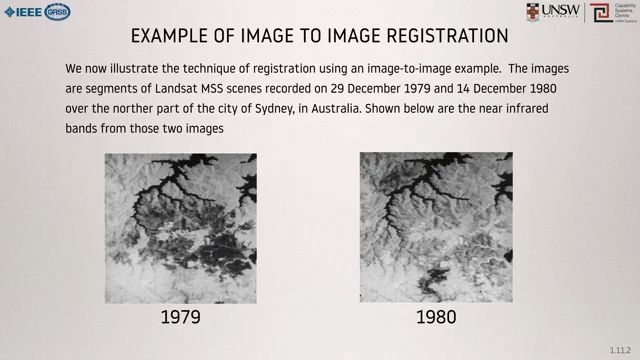 IEEE GRSS
UNSW
AUSTRALIA
Capability
Systems
Centre
EXAMPLE OF IMAGE TO IMAGE REGISTRATION
We now illustrate the technique of registration using an image-to-image example. The images
are segments of Landsat MSS scenes recorded on 29 December 1979 and 14 December 1980
over the norther part of the city of Sydney, in Australia. Shown below are the near infrared
bands from those two images
1979
1980
1.11.2